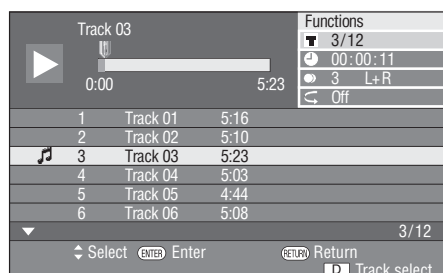 Track 03
0:00 5:23
Functions
T 3/12
00:00:11
3 L+R
Off
1 Track 01 5:16
2 Track 02 5:10
3 Track 03 5:23
4 Track 04 5:03
5 Track 05 4:44
6 Track 06 5:08
3/12
Select ENTER Enter RETURN Return
D Track select